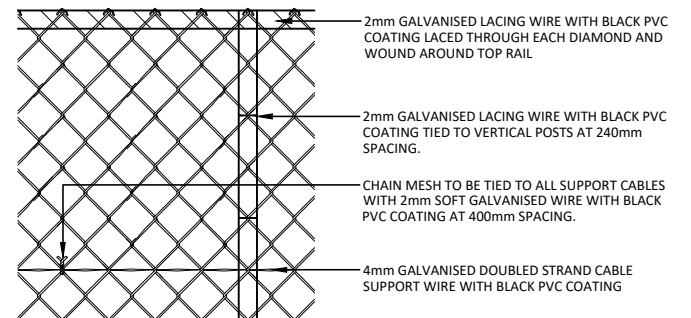 2mm GALVANISED LACING WIRE WITH BLACK PVC
COATING LACED THROUGH EACH DIAMOND AND
WOUND AROUND TOP RAIL
2mm GALVANISED LACING WIRE WITH BLACK PVC
COATING TIED TO VERTICAL POSTS AT 240mm
SPACING.
CHAIN MESH TO BE TIED TO ALL SUPPORT CABLES
WITH 2mm SOFT GALVANISED WIRE WITH BLACK
PVC COATING AT 400mm SPACING.
4mm GALVANISED DOUBLED STRAND CABLE
SUPPORT WIRE WITH BLACK PVC COATING